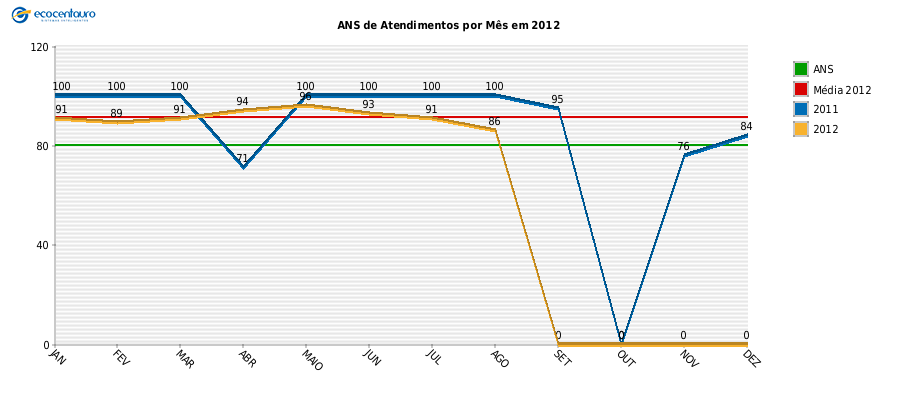 ecocentauro
ANS de Atendimentos por Mês em 2012
120
80
40
0
100 100 100 100 100 100 100
91 89 91 94 96 93 91 86
71 95 76 84
0 0 0 0
JAN FEV MAR ABR MAIO JUN JUL AGO SET OUT NOV DEZ
ANS
Média 2012
2011
2012